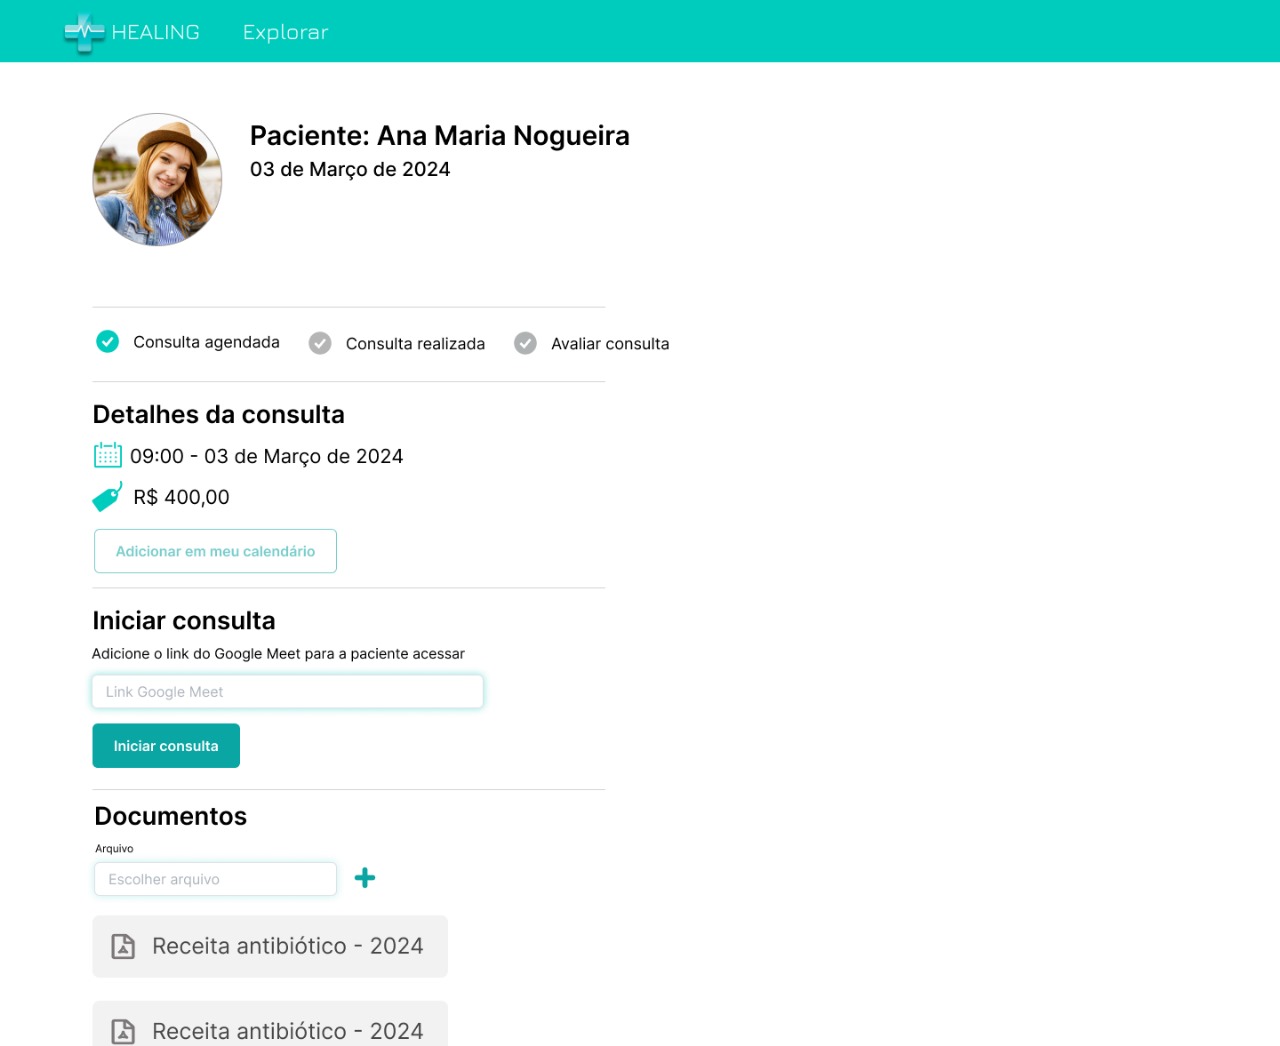 HEALING Explorar
Paciente: Ana Maria Nogueira
03 de Março de 2024
Consulta agendada Consulta realizada Avaliar consulta
Detalhes da consulta
09:00 - 03 de Março de 2024
R$ 400,00
Adicionar em meu calendário
Iniciar consulta
Adicione o link do Google Meet para a paciente acessar
Link Google Meet
Iniciar consulta
Documentos
Arquivo
Escolher arquivo
Receita antibiótico - 2024
Receita antibiótico - 2024